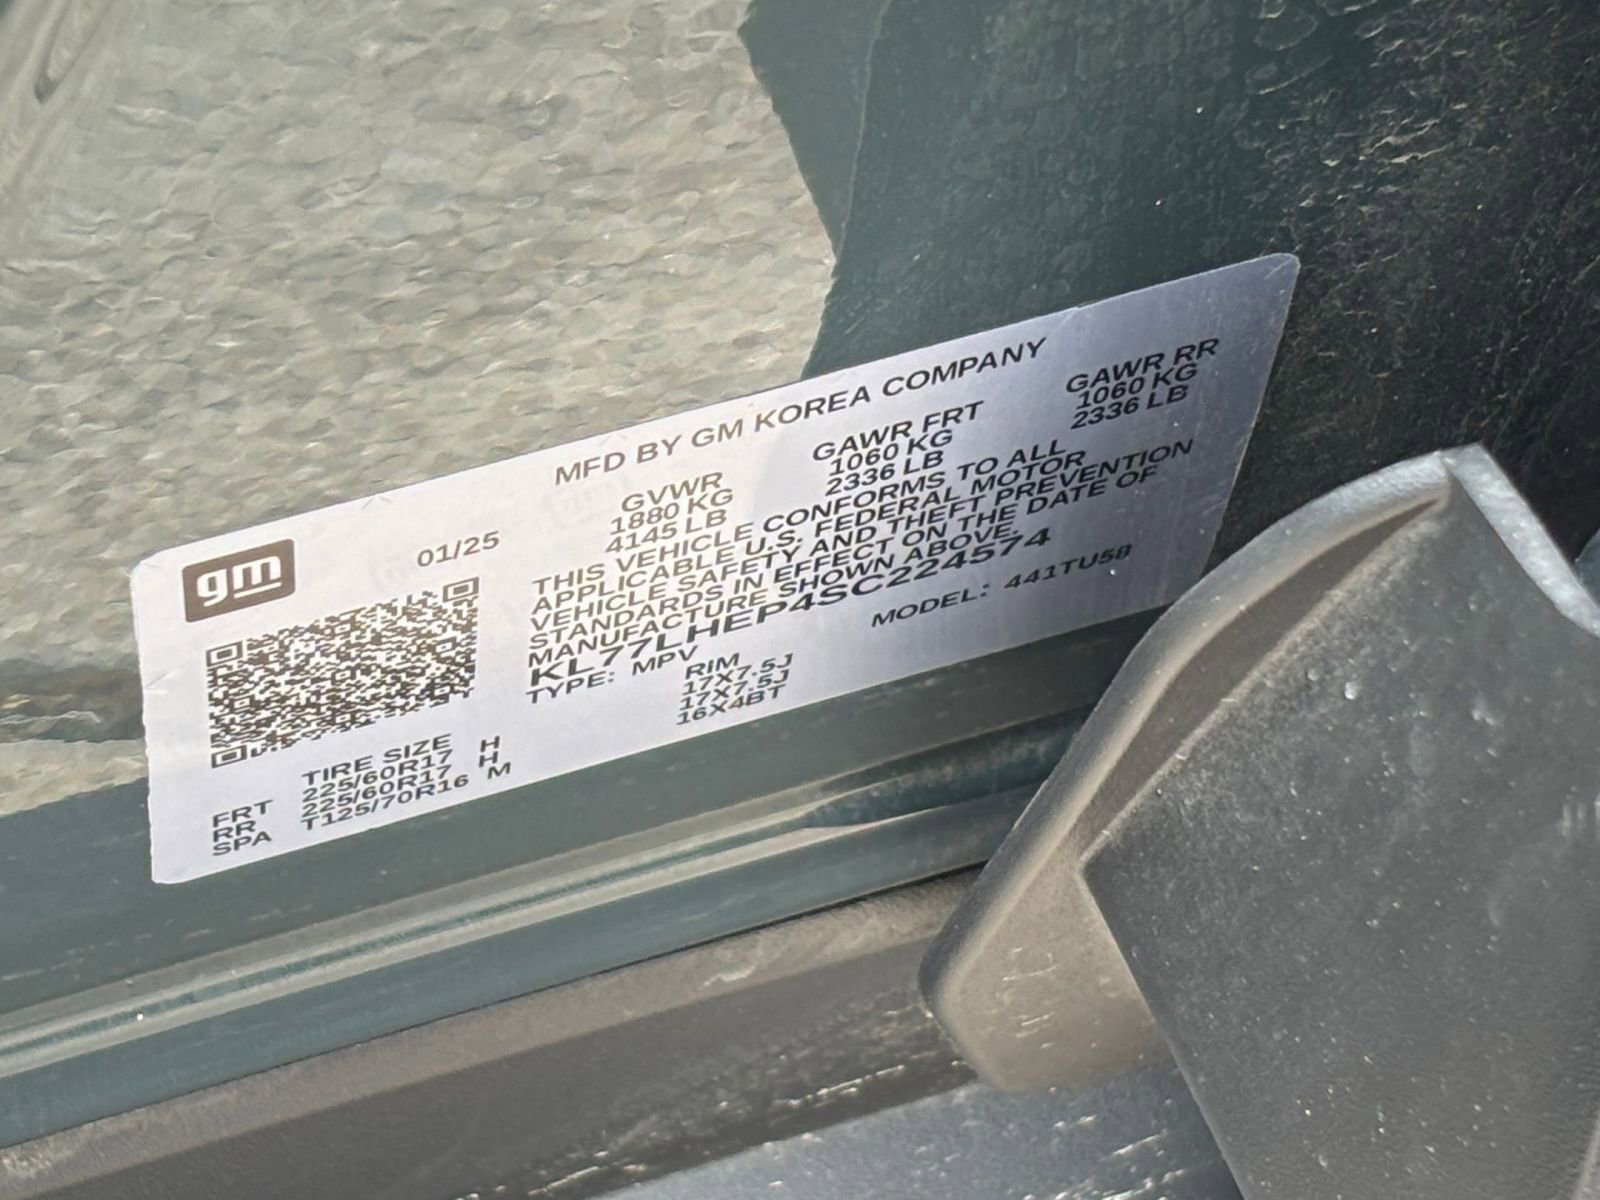 MFD BY GM KOREA COMPANY
gm
01/25
GVWR GAWR FRT GAWR RR
1880 KG 1060 KG 1060 KG
4145 LB 2336 LB 2336 LB
THIS VEHICLE CONFORMS TO ALL
APPLICABLE U.S. FEDERAL MOTOR
VEHICLE SAFETY AND THEFT PREVENTION
STANDARDS IN EFFECT ON THE DATE OF
MANUFACTURE SHOWN ABOVE.
KL77LHEP4SC224574
TYPE: MPV MODEL: 441TU58
TIRE SIZE RIM
FRT 225/60R17 H 17X7.5J
RR 225/60R17 H 17X7.5J
SPA T125/70R16 M 16X4BT